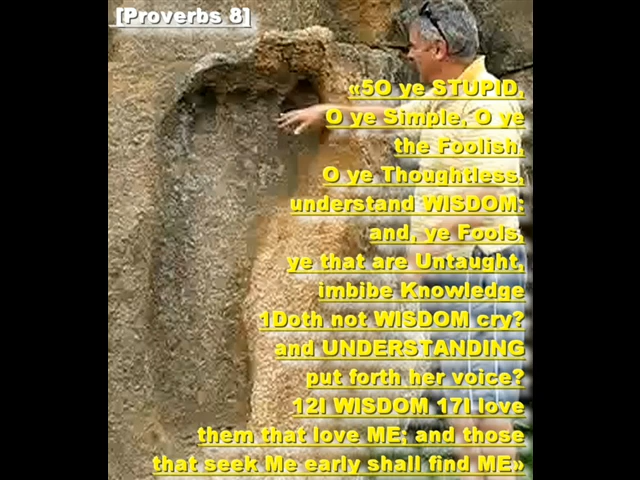 [Proverbs 8]
«5O ye STUPID,
O ye Simple, O ye
the Foolish,
O ye Thoughtless,
understand WISDOM:
and, ye Fools,
ye that are Untaught,
imbibe Knowledge
1Doth not WISDOM cry?
and UNDERSTANDING
put forth her voice?
12I WISDOM 17I love
them that love ME; and those
that seek Me early shall find ME»